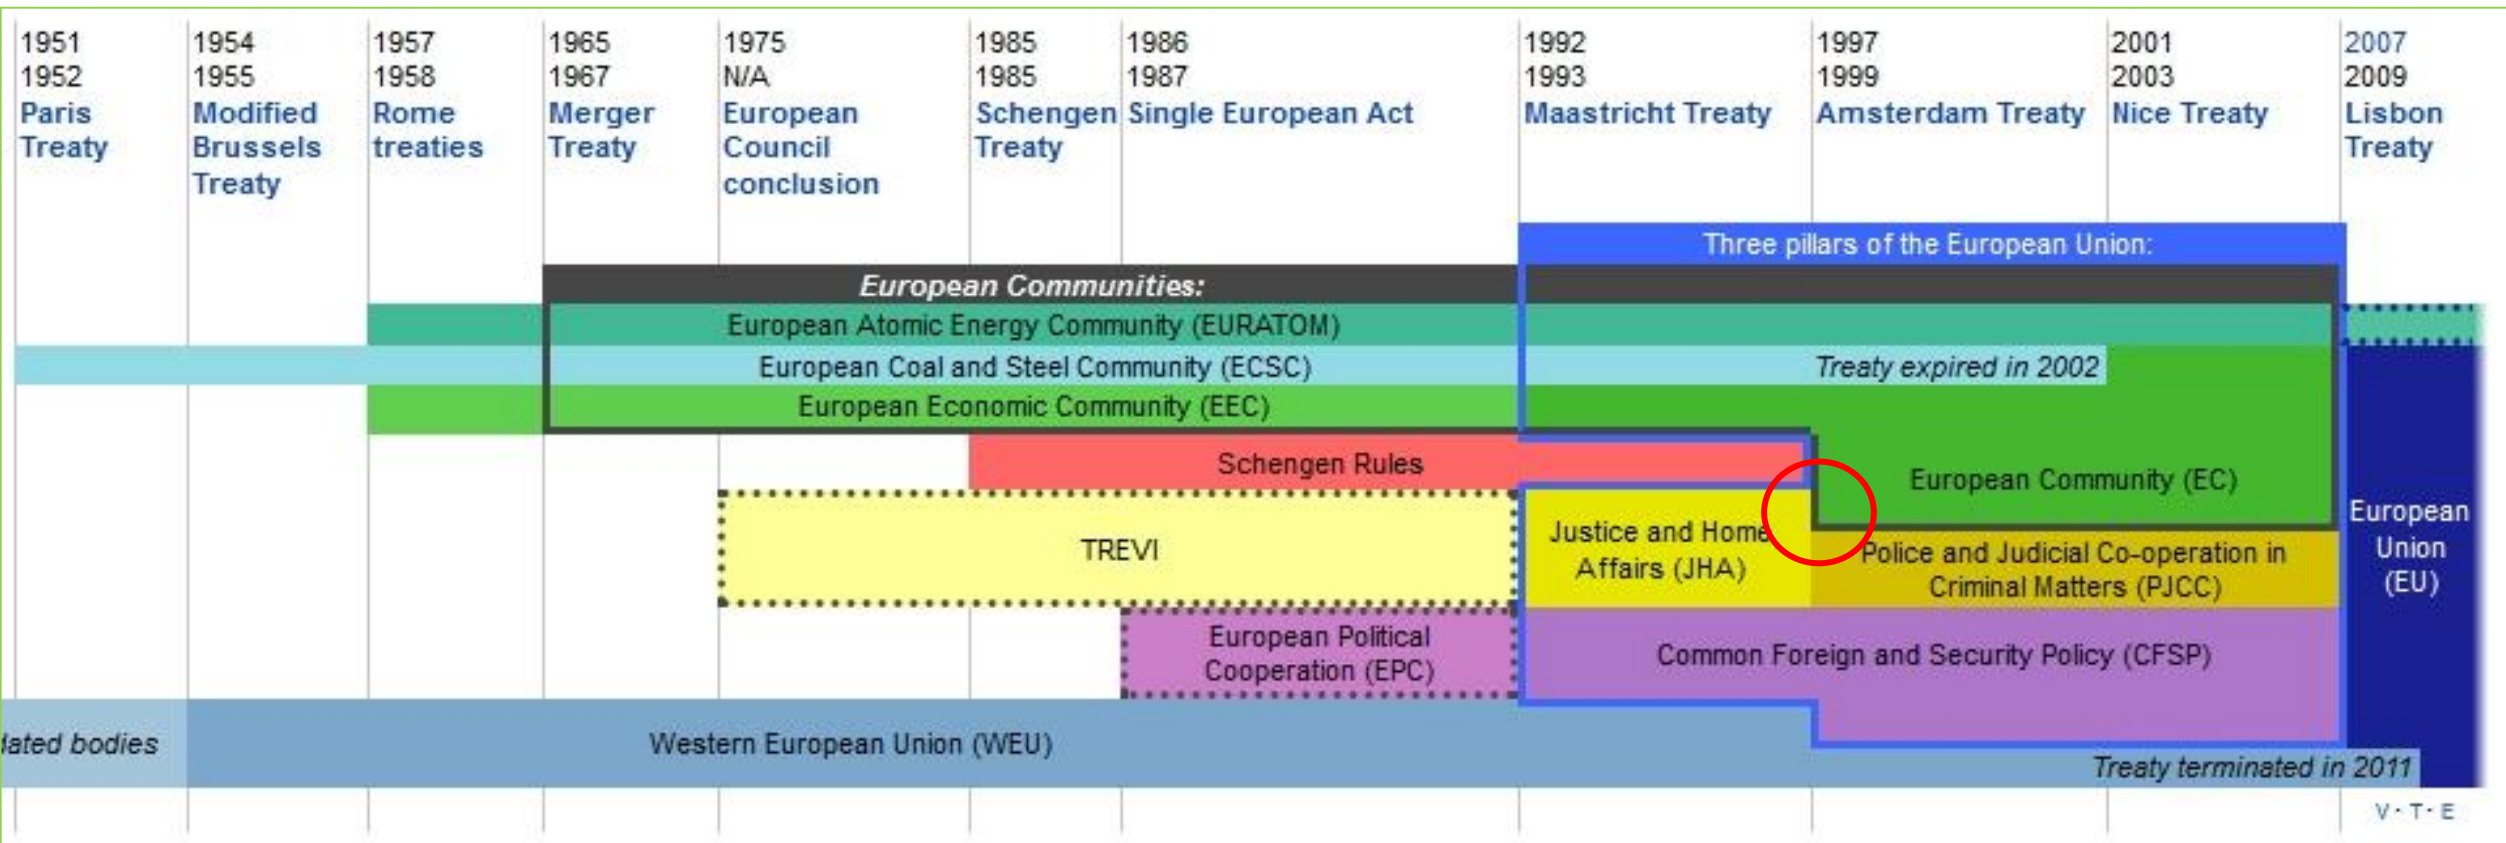 1951
1952
Paris
Treaty
1954
1955
Modified
Brussels
Treaty
1957
1958
Rome
treaties
1965
1967
Merger
Treaty
1975
N/A
European
Council
conclusion
1985
1985
Schengen
Treaty
1986
1987
Single European Act
1992
1993
Maastricht Treaty
1997
1999
Amsterdam Treaty
2001
2003
Nice Treaty
2007
2009
Lisbon
Treaty
Three pillars of the European Union:
European Communities:
European Atomic Energy Community (EURATOM)
European Coal and Steel Community (ECSC)
Treaty expired in 2002
European Economic Community (EEC)
Schengen Rules
European Community (EC)
TREVI
Justice and Home
Affairs (JHA)
Police and Judicial Co-operation in
Criminal Matters (PJCC)
European
Union
(EU)
European Political
Cooperation (EPC)
Common Foreign and Security Policy (CFSP)
bodies
Western European Union (WEU)
Treaty terminated in 2011
V · T · E